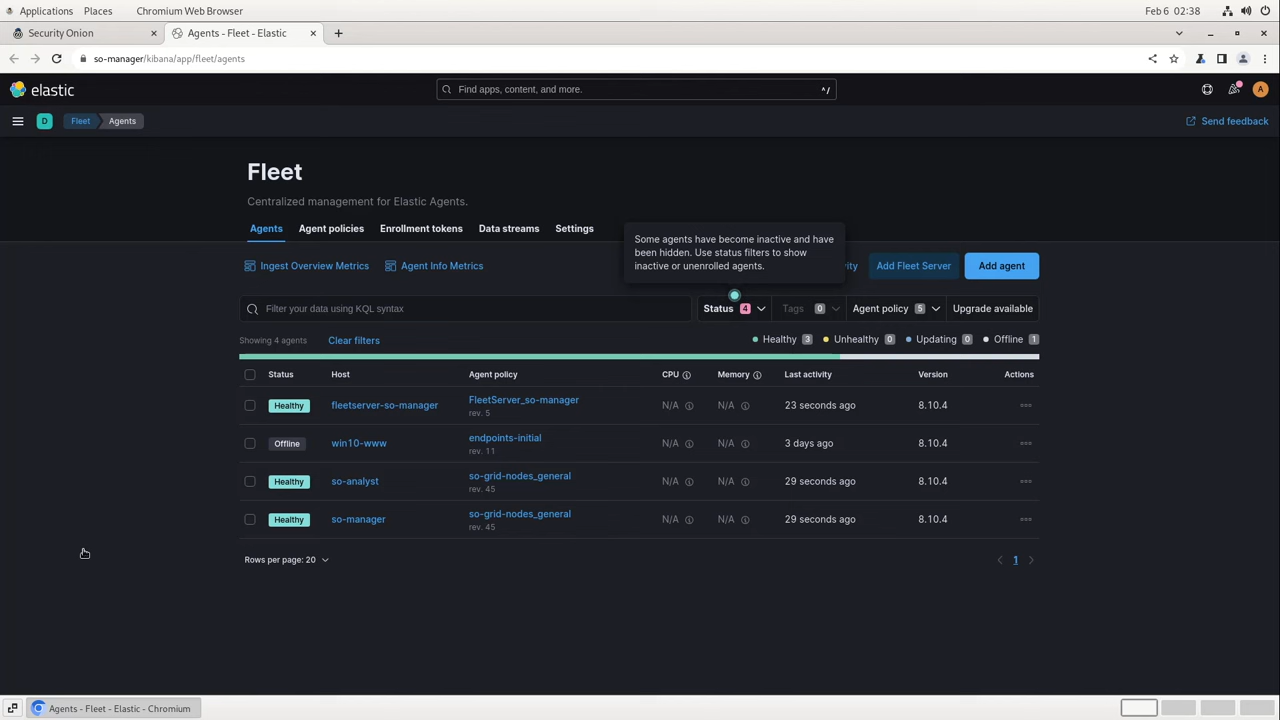 Applications Places Chromium Web Browser Feb 6 02:38
Security Onion Agents - Fleet - Elastic
so-manager/kibana/app/fleet/agents
elastic Find apps, content, and more. ^/ A
D Fleet Agents Send feedback
Fleet
Centralized management for Elastic Agents.
Agents Agent policies Enrollment tokens Data streams Settings
Some agents have become inactive and have
been hidden. Use status filters to show
inactive or unenrolled agents.
Ingest Overview Metrics Agent Info Metrics Add Fleet Server Add agent
Filter your data using KQL syntax Status 4 Tags 0 Agent policy 5 Upgrade available
Showing 4 agents Clear filters Healthy 3 Unhealthy 0 Updating 0 Offline 1
Status Host Agent policy CPU Memory Last activity Version Actions
Healthy fleetserver-so-manager FleetServer_so-manager N/A N/A 23 seconds ago 8.10.4
rev. 5
Offline win10-www endpoints-initial N/A N/A 3 days ago 8.10.4
rev. 11
Healthy so-analyst so-grid-nodes_general N/A N/A 29 seconds ago 8.10.4
rev. 45
Healthy so-manager so-grid-nodes_general N/A N/A 29 seconds ago 8.10.4
rev. 45
Rows per page: 20 1
Agents - Fleet - Elastic - Chromium